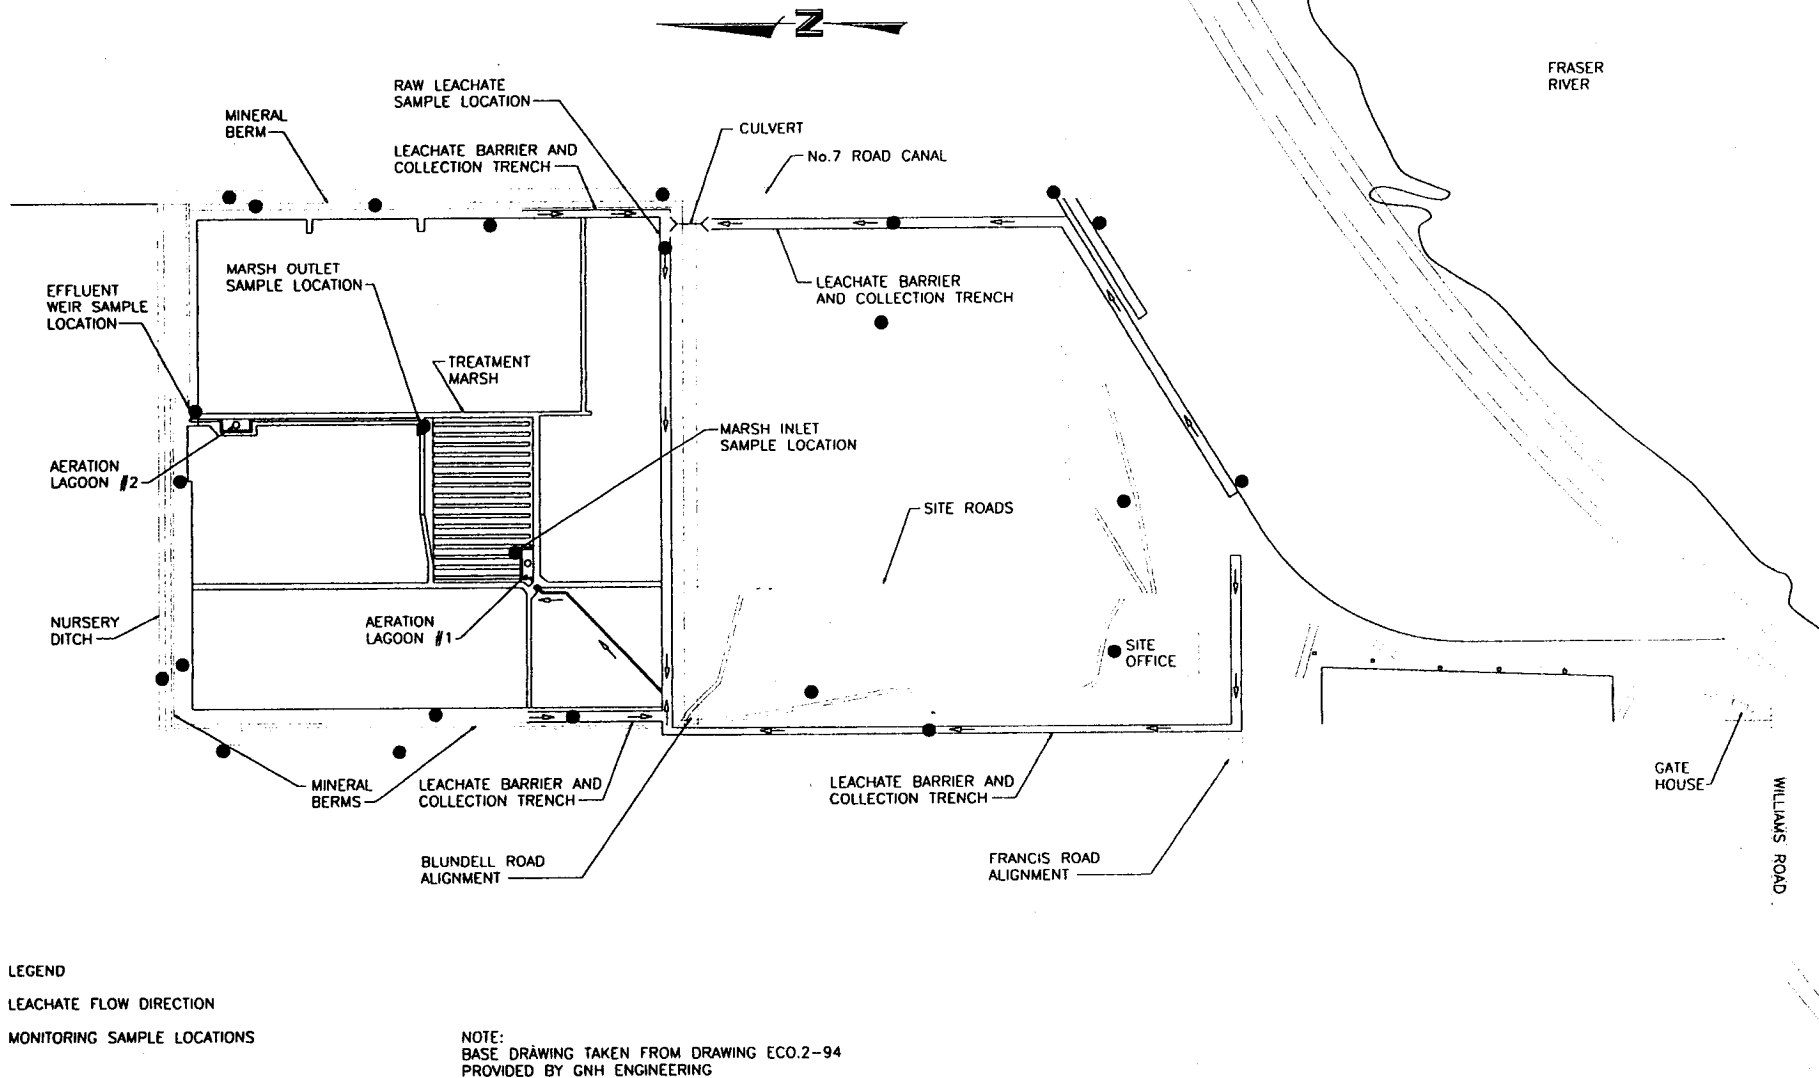 N
FRASER
RIVER
RAW LEACHATE
SAMPLE LOCATION
MINERAL
BERM
CULVERT
LEACHATE BARRIER AND
COLLECTION TRENCH
No.7 ROAD CANAL
MARSH OUTLET
SAMPLE LOCATION
LEACHATE BARRIER
AND COLLECTION TRENCH
EFFLUENT
WEIR SAMPLE
LOCATION
TREATMENT
MARSH
MARSH INLET
SAMPLE LOCATION
AERATION
LAGOON #2
SITE ROADS
NURSERY
DITCH
AERATION
LAGOON #1
SITE
OFFICE
MINERAL
BERMS
LEACHATE BARRIER AND
COLLECTION TRENCH
LEACHATE BARRIER AND
COLLECTION TRENCH
GATE
HOUSE
WILLIAMS ROAD
BLUNDELL ROAD
ALIGNMENT
FRANCIS ROAD
ALIGNMENT
LEGEND
LEACHATE FLOW DIRECTION
MONITORING SAMPLE LOCATIONS
NOTE:
BASE DRAWING TAKEN FROM DRAWING ECO.2-94
PROVIDED BY GNH ENGINEERING